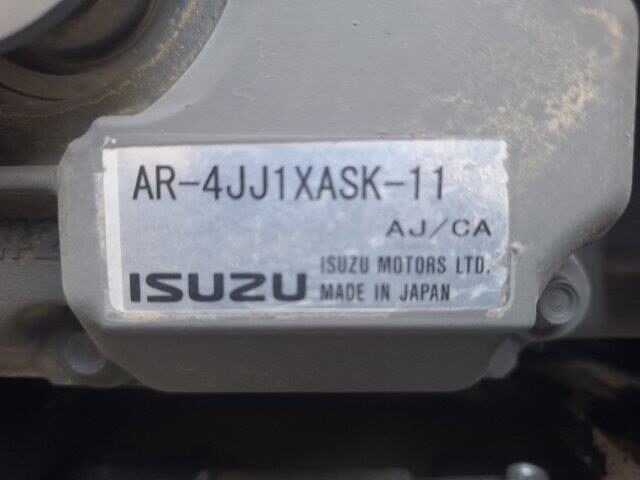 AR-4JJ1XASK-11
AJ/CA
ISUZU
ISUZU MOTORS LTD.
MADE IN JAPAN